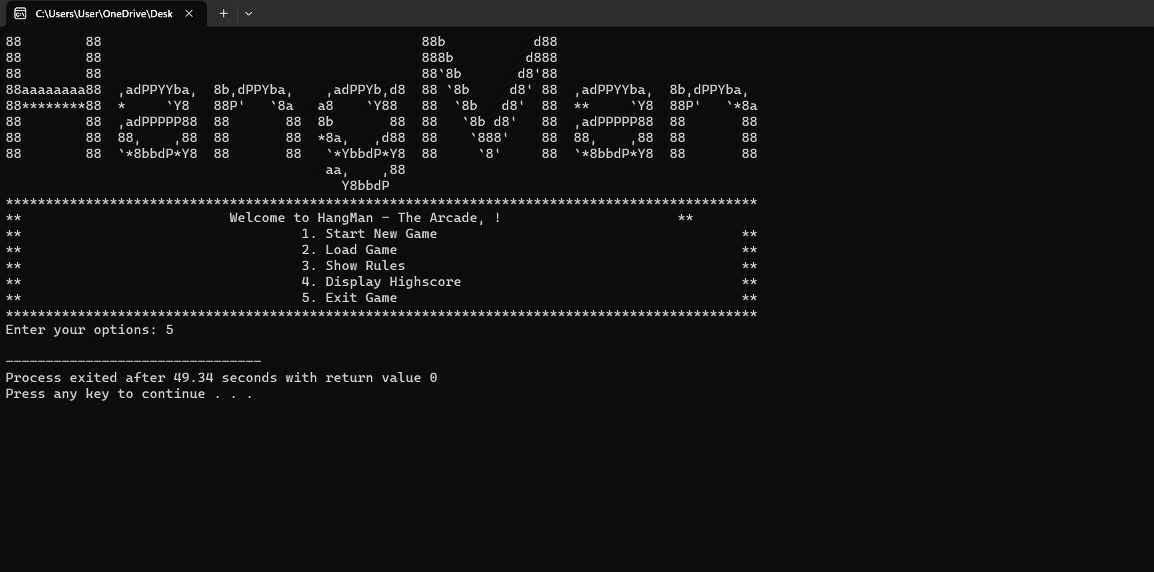 C:\Users\User\OneDrive\Desk
88        88                                        88b           d88
88        88                                        888b         d888
88        88                                        88`8b       d8'88
88aaaaaaaa88  ,adPPYYba,  8b,dPPYba,    ,adPPYb,d8  88 `8b     d8' 88  ,adPPYYba,  8b,dPPYba,
88********88  *     `Y8   88P'   `8a   a8    `Y88   88  `8b   d8'  88  **     `Y8  88P'   `*8a
88        88  ,adPPPPP88  88       88  8b       88  88   `8b d8'   88  ,adPPPPP88  88       88
88        88  88,    ,88  88       88  *8a,   ,d88  88    `888'    88  88,    ,88  88       88
88        88  `*8bbdP*Y8  88       88   `*YbbdP*Y8  88     `8'     88  `*8bbdP*Y8  88       88
                                        aa,    ,88
                                          Y8bbdP
**********************************************************************************************
**                          Welcome to HangMan - The Arcade, !                      **
**                                   1. Start New Game                                      **
**                                   2. Load Game                                           **
**                                   3. Show Rules                                          **
**                                   4. Display Highscore                                   **
**                                   5. Exit Game                                           **
**********************************************************************************************
Enter your options: 5
--------------------------------
Process exited after 49.34 seconds with return value 0
Press any key to continue . . .